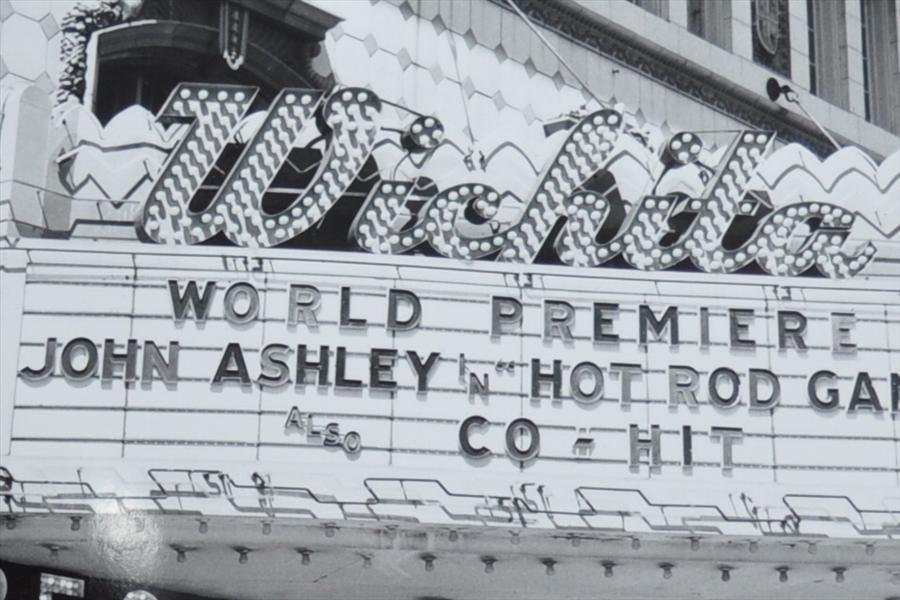 Wichita
WORLD PREMIERE
JOHN ASHLEY IN "HOT ROD GAN
ALSO CO-HIT